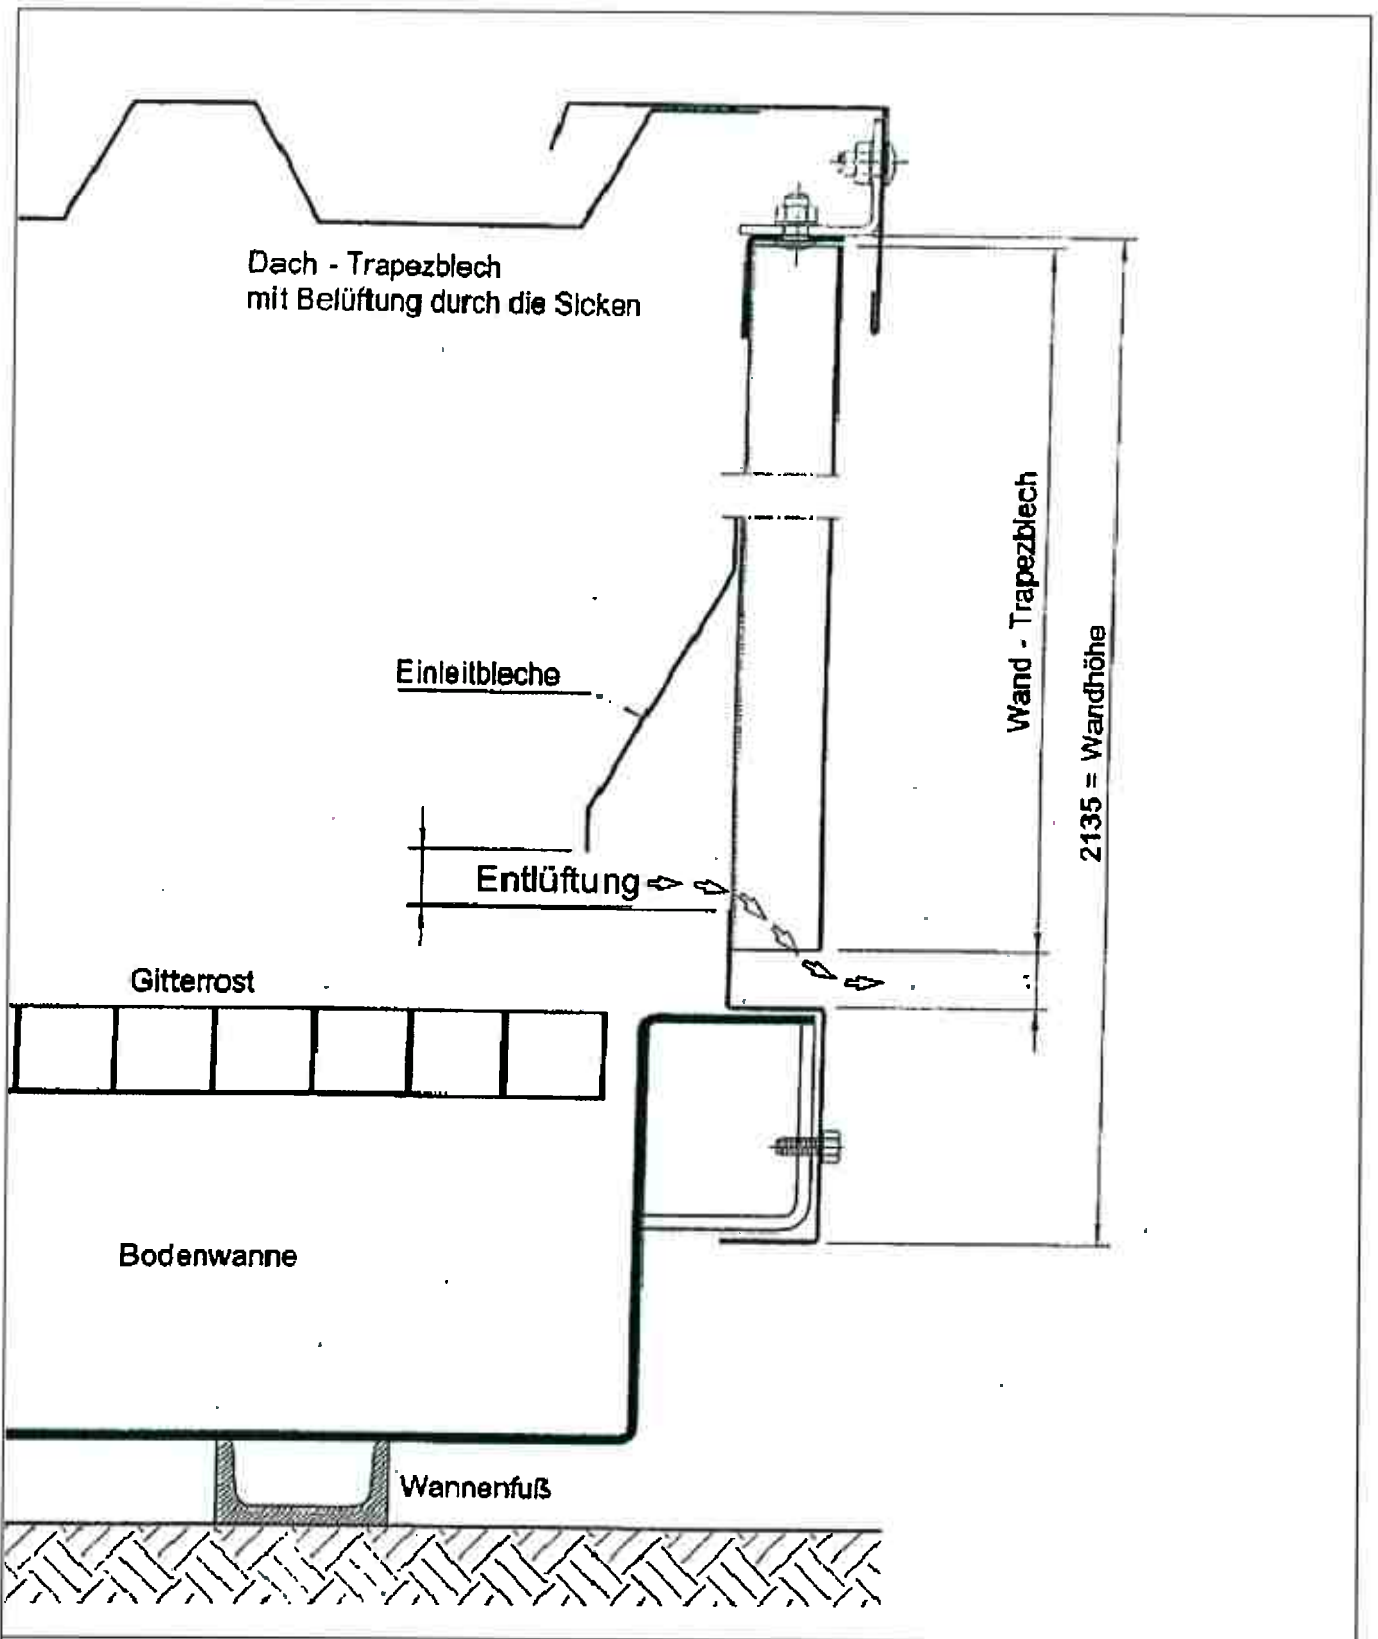 Dach - Trapezblech
mit Belüftung durch die Sicken
Wand - Trapezblech
2135 = Wandhöhe
Einleitbleche
Entlüftung
Gitterrost
Bodenwanne
Wannenfuß